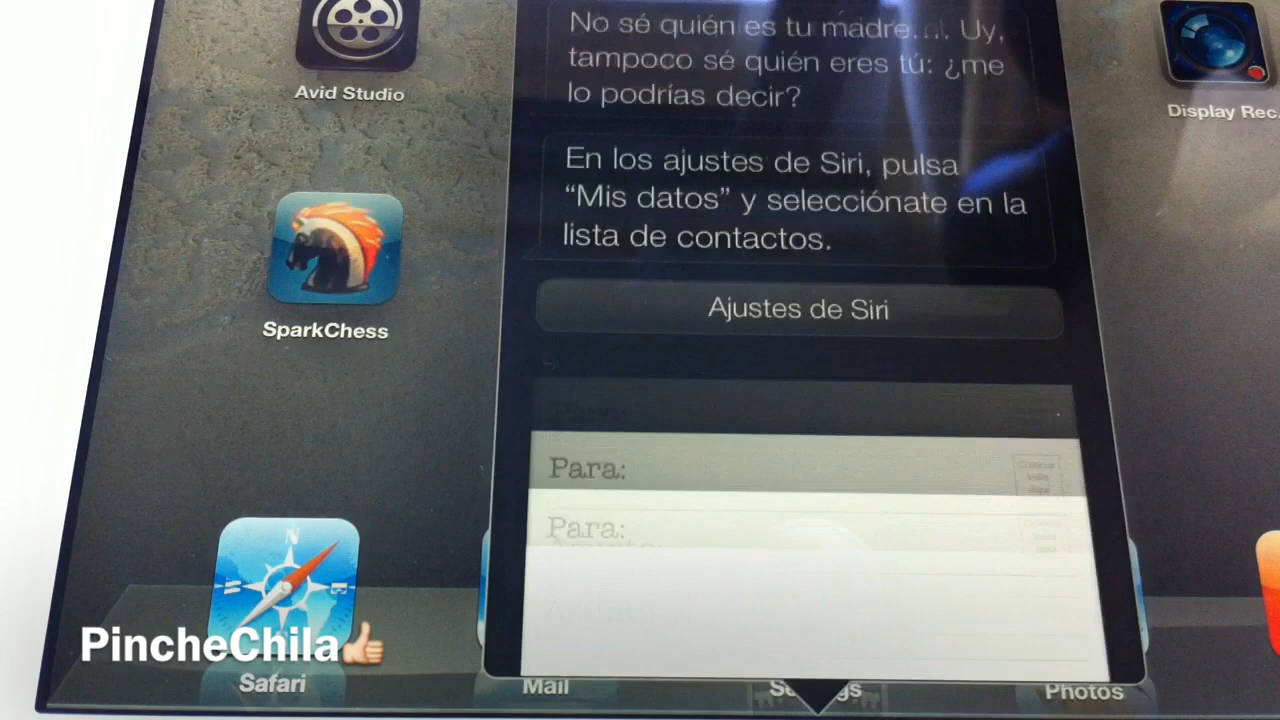 No sé quién es tu madre... Uy,
tampoco sé quién eres tú: ¿me
lo podrías decir?
Avid Studio
Display Rec.
En los ajustes de Siri, pulsa
“Mis datos” y selecciónate en la
lista de contactos.
Ajustes de Siri
SparkChess
Para:
Para:
N
E
PincheChila👍
Safari
Mail
Photos